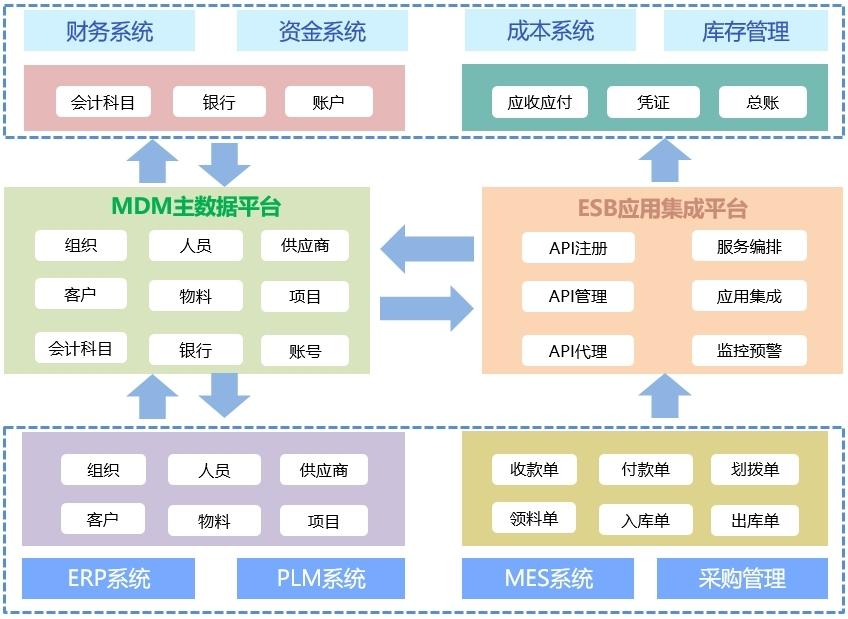 财务系统
资金系统
成本系统
库存管理
会计科目
银行
账户
应收应付
凭证
总账
MDM主数据平台
组织
人员
供应商
客户
物料
项目
会计科目
银行
账号
ESB应用集成平台
API注册
服务编排
API管理
应用集成
API代理
监控预警
组织
人员
供应商
客户
物料
项目
收款单
付款单
划拨单
领料单
入库单
出库单
ERP系统
PLM系统
MES系统
采购管理